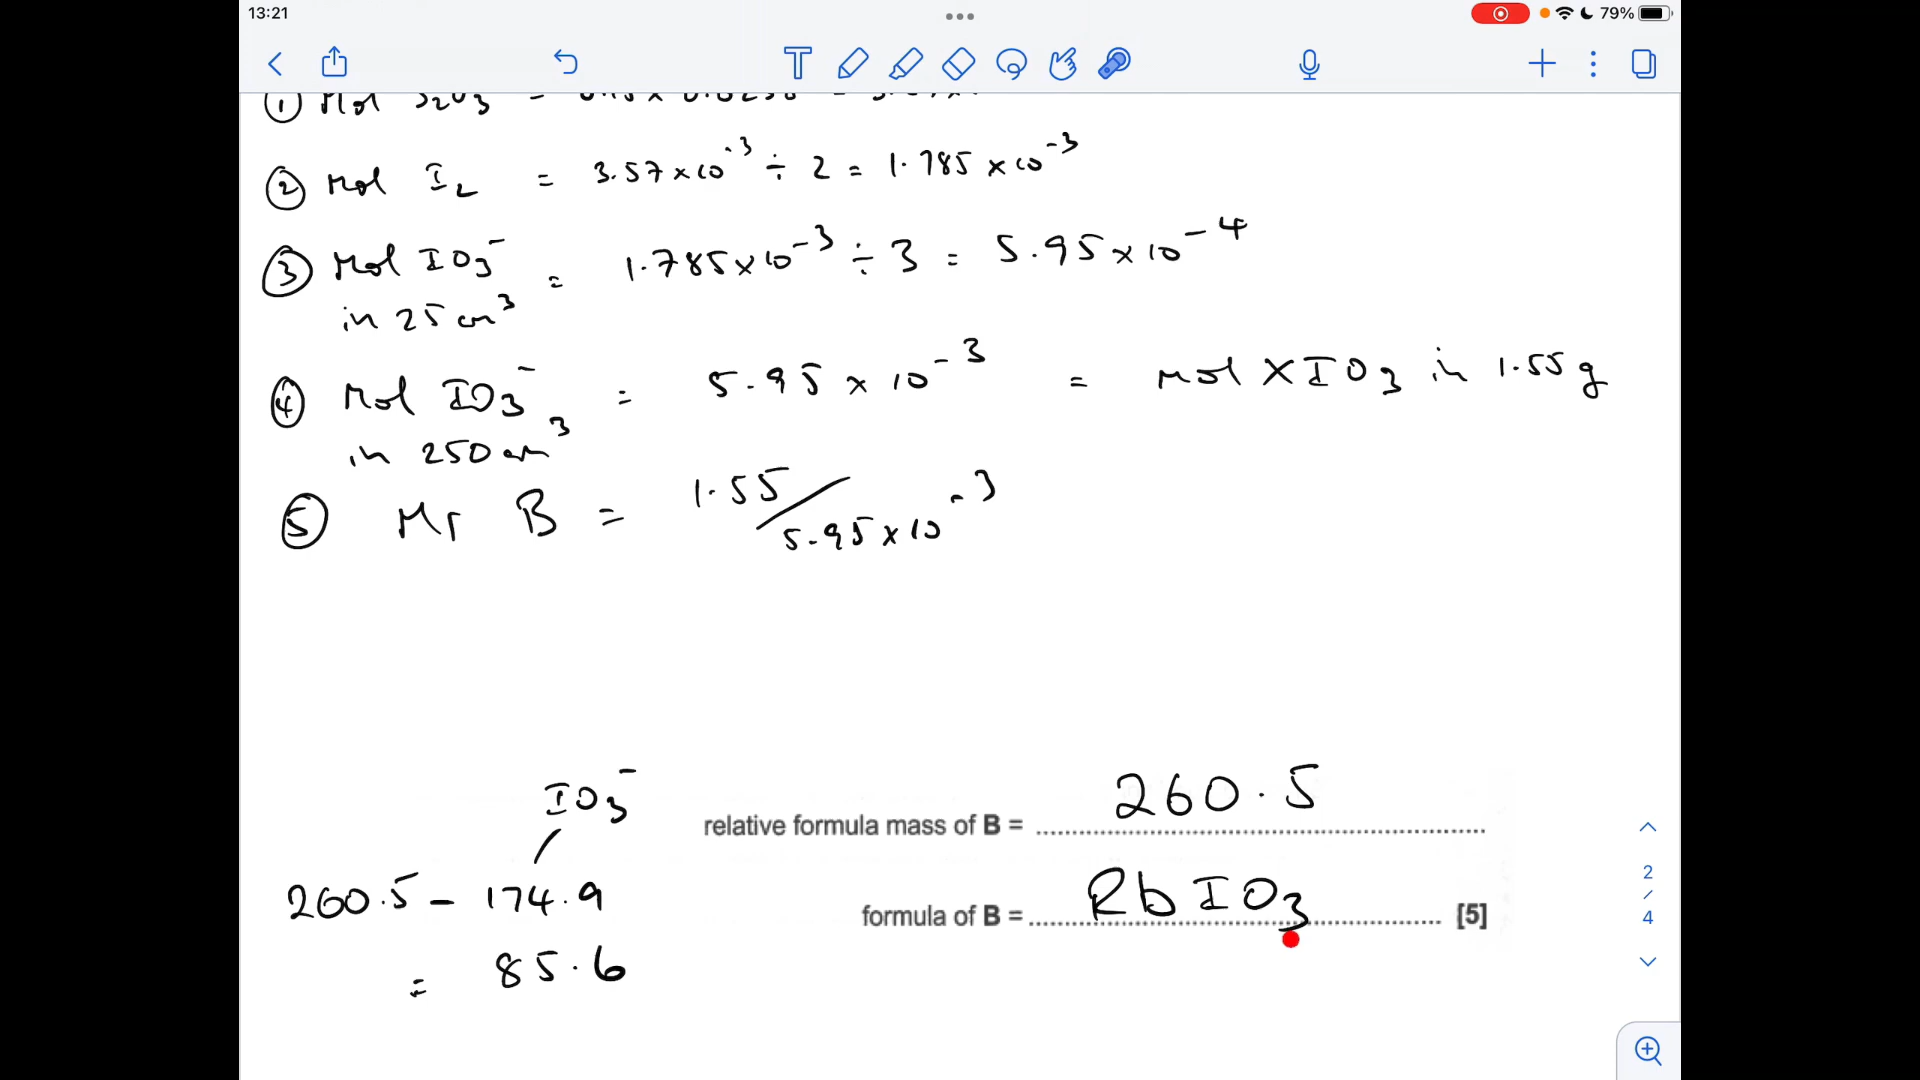 13:21
79%
① Mol S2O3
② Mol I2 = 3.57 × 10⁻³ ÷ 2 = 1.785 × 10⁻³
③ Mol IO3⁻ in 25 cm³ = 1.785 × 10⁻³ ÷ 3 = 5.95 × 10⁻⁴
④ Mol IO3⁻ in 250 cm³ = 5.95 × 10⁻³ = mol XIO3 in 1.55 g
⑤ Mr B = 1.55 / 5.95 × 10⁻³
IO3⁻
260.5 - 174.9
= 85.6
relative formula mass of B = 260.5
formula of B = RbIO3 [5]
2
/
4